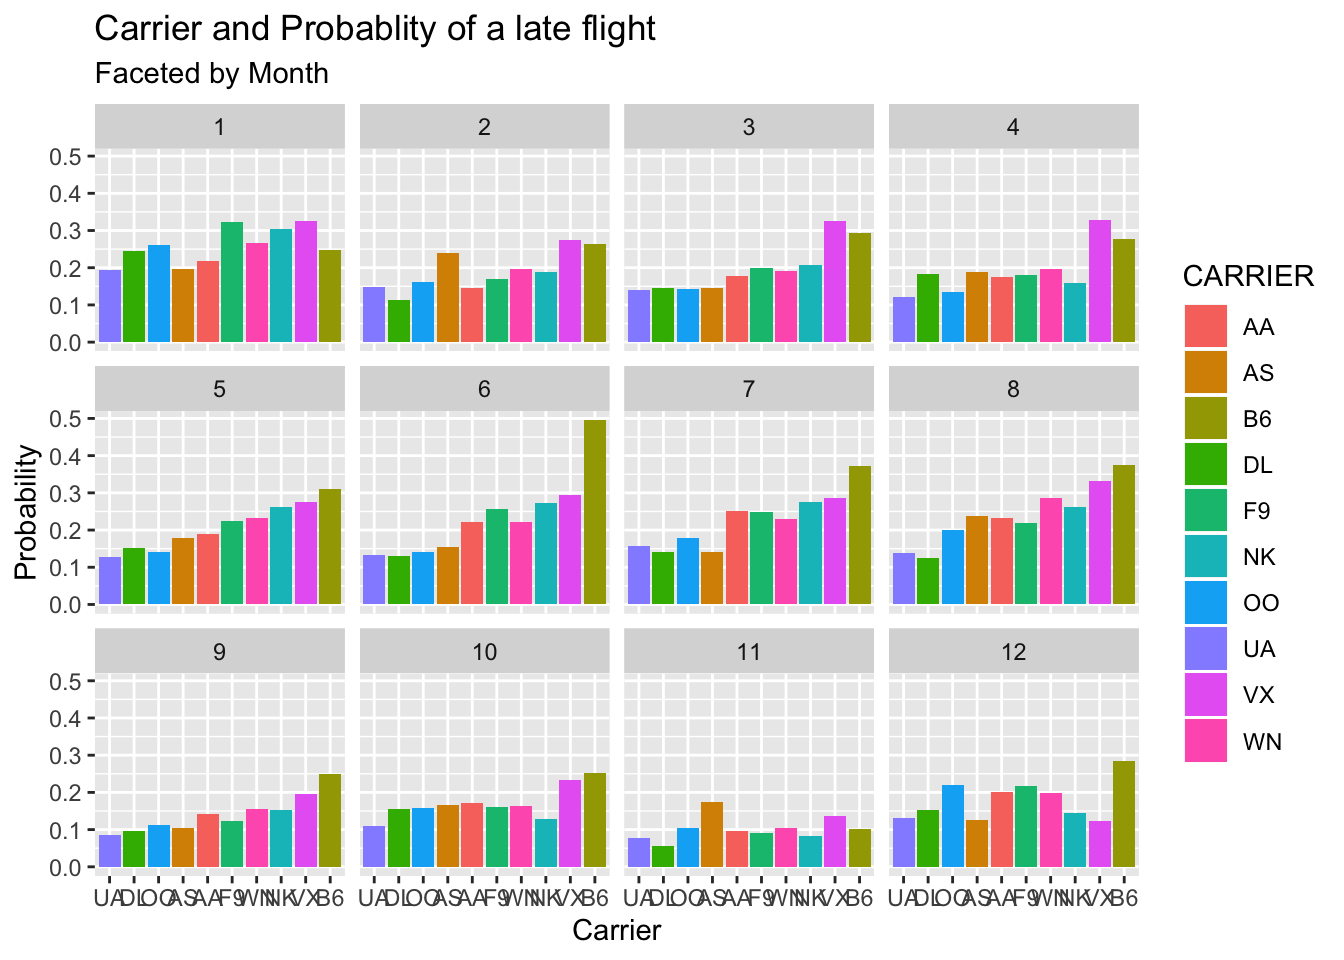 Carrier and Probablity of a late flight
Faceted by Month
1 2 3 4
0.5
0.4
0.3
0.2
0.1
0.0
5 6 7 8
0.5
0.4
0.3
0.2
0.1
0.0
9 10 11 12
0.5
0.4
0.3
0.2
0.1
0.0
Probability
UA DL OO AS AA F9 WN NK VX B6 UA DL OO AS AA F9 WN NK VX B6 UA DL OO AS AA F9 WN NK VX B6 UA DL OO AS AA F9 WN NK VX B6
Carrier
CARRIER
AA
AS
B6
DL
F9
NK
OO
UA
VX
WN